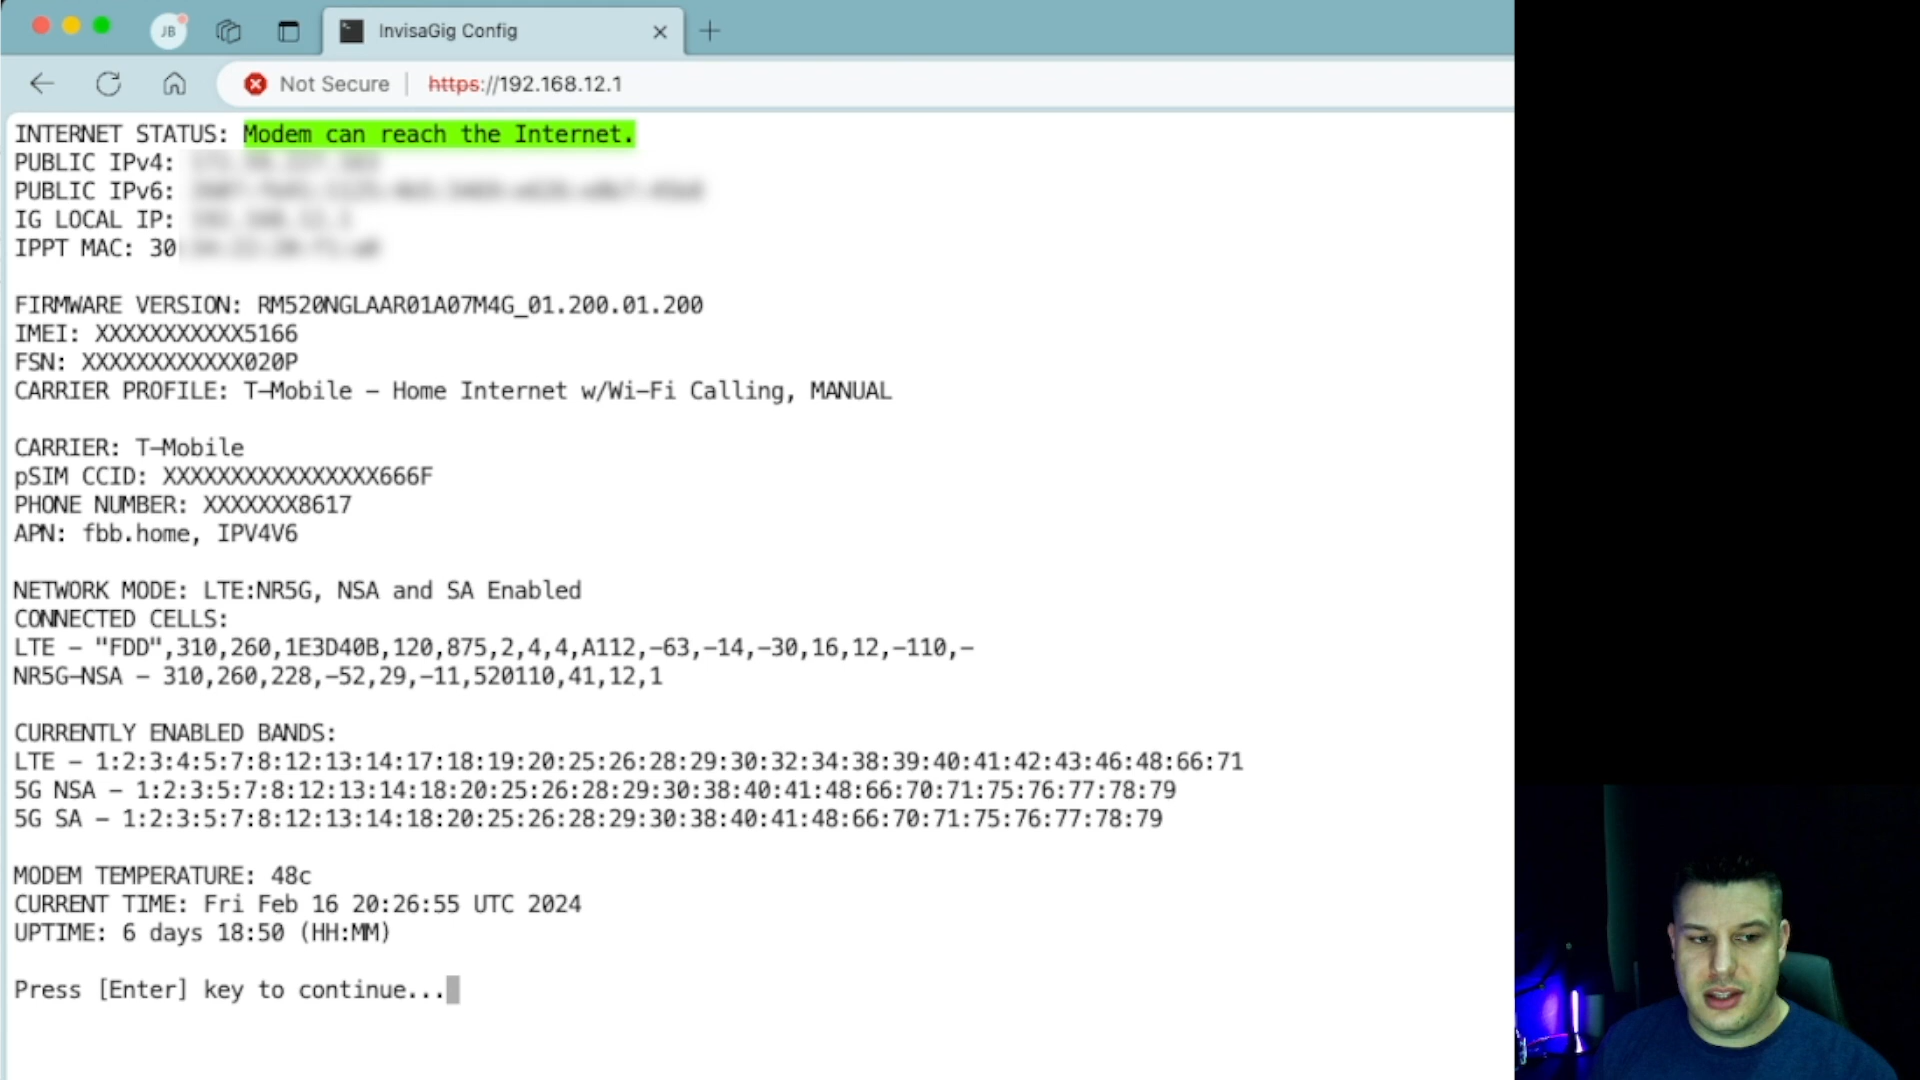 JB
InvisaGig Config
Not Secure
https://192.168.12.1
INTERNET STATUS: Modem can reach the Internet.
PUBLIC IPv4:
PUBLIC IPv6:
IG LOCAL IP:
IPPT MAC: 30
FIRMWARE VERSION: RM520NGLAAR01A07M4G_01.200.01.200
IMEI: XXXXXXXXXXX5166
FSN: XXXXXXXXXXXX020P
CARRIER PROFILE: T-Mobile - Home Internet w/Wi-Fi Calling, MANUAL
CARRIER: T-Mobile
pSIM CCID: XXXXXXXXXXXXXXXX666F
PHONE NUMBER: XXXXXXX8617
APN: fbb.home, IPV4V6
NETWORK MODE: LTE:NR5G, NSA and SA Enabled
CONNECTED CELLS:
LTE - "FDD",310,260,1E3D40B,120,875,2,4,4,A112,-63,-14,-30,16,12,-110,-
NR5G-NSA - 310,260,228,-52,29,-11,520110,41,12,1
CURRENTLY ENABLED BANDS:
LTE - 1:2:3:4:5:7:8:12:13:14:17:18:19:20:25:26:28:29:30:32:34:38:39:40:41:42:43:46:48:66:71
5G NSA - 1:2:3:5:7:8:12:13:14:18:20:25:26:28:29:30:38:40:41:48:66:70:71:75:76:77:78:79
5G SA - 1:2:3:5:7:8:12:13:14:18:20:25:26:28:29:30:38:40:41:48:66:70:71:75:76:77:78:79
MODEM TEMPERATURE: 48c
CURRENT TIME: Fri Feb 16 20:26:55 UTC 2024
UPTIME: 6 days 18:50 (HH:MM)
Press [Enter] key to continue...